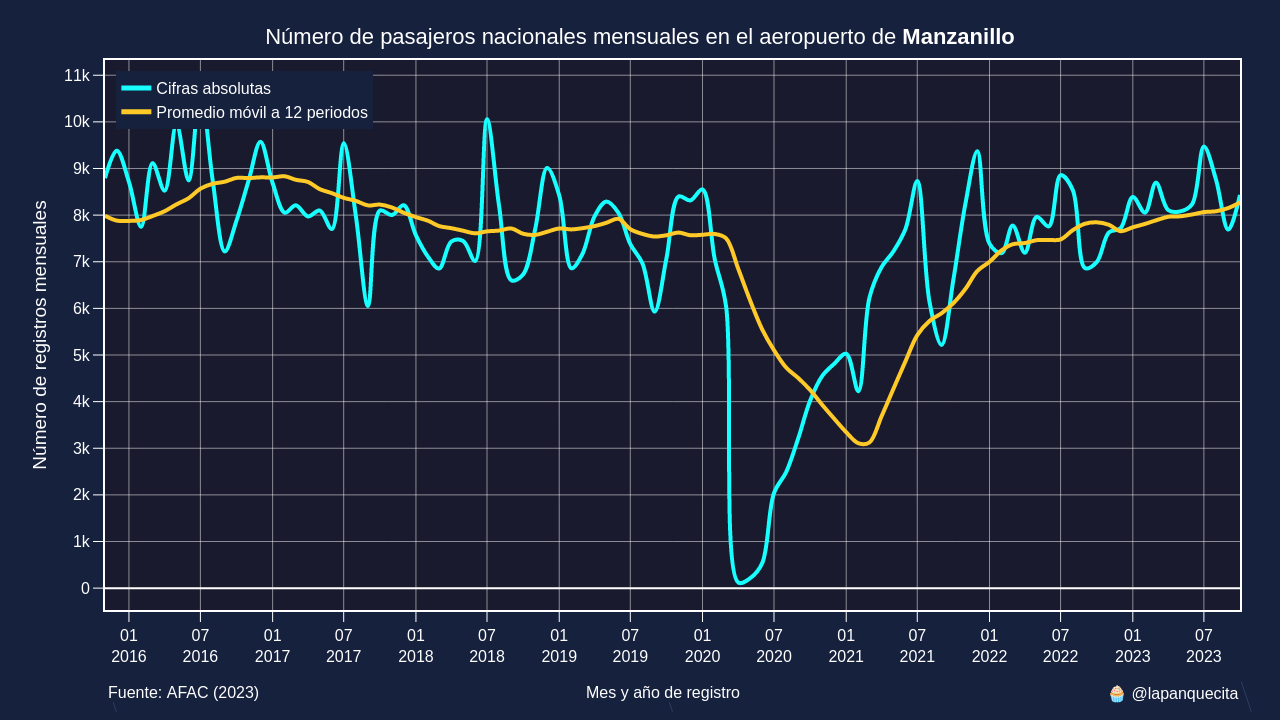 Número de pasajeros nacionales mensuales en el aeropuerto de Manzanillo
Cifras absolutas
Promedio móvil a 12 periodos
Número de registros mensuales
11k
10k
9k
8k
7k
6k
5k
4k
3k
2k
1k
0
01 07 01 07 01 07 01 07 01 07 01 07 01 07 01 07
2016 2016 2017 2017 2018 2018 2019 2019 2020 2020 2021 2021 2022 2022 2023 2023
Fuente: AFAC (2023)
Mes y año de registro
🧁 @lapanquecita